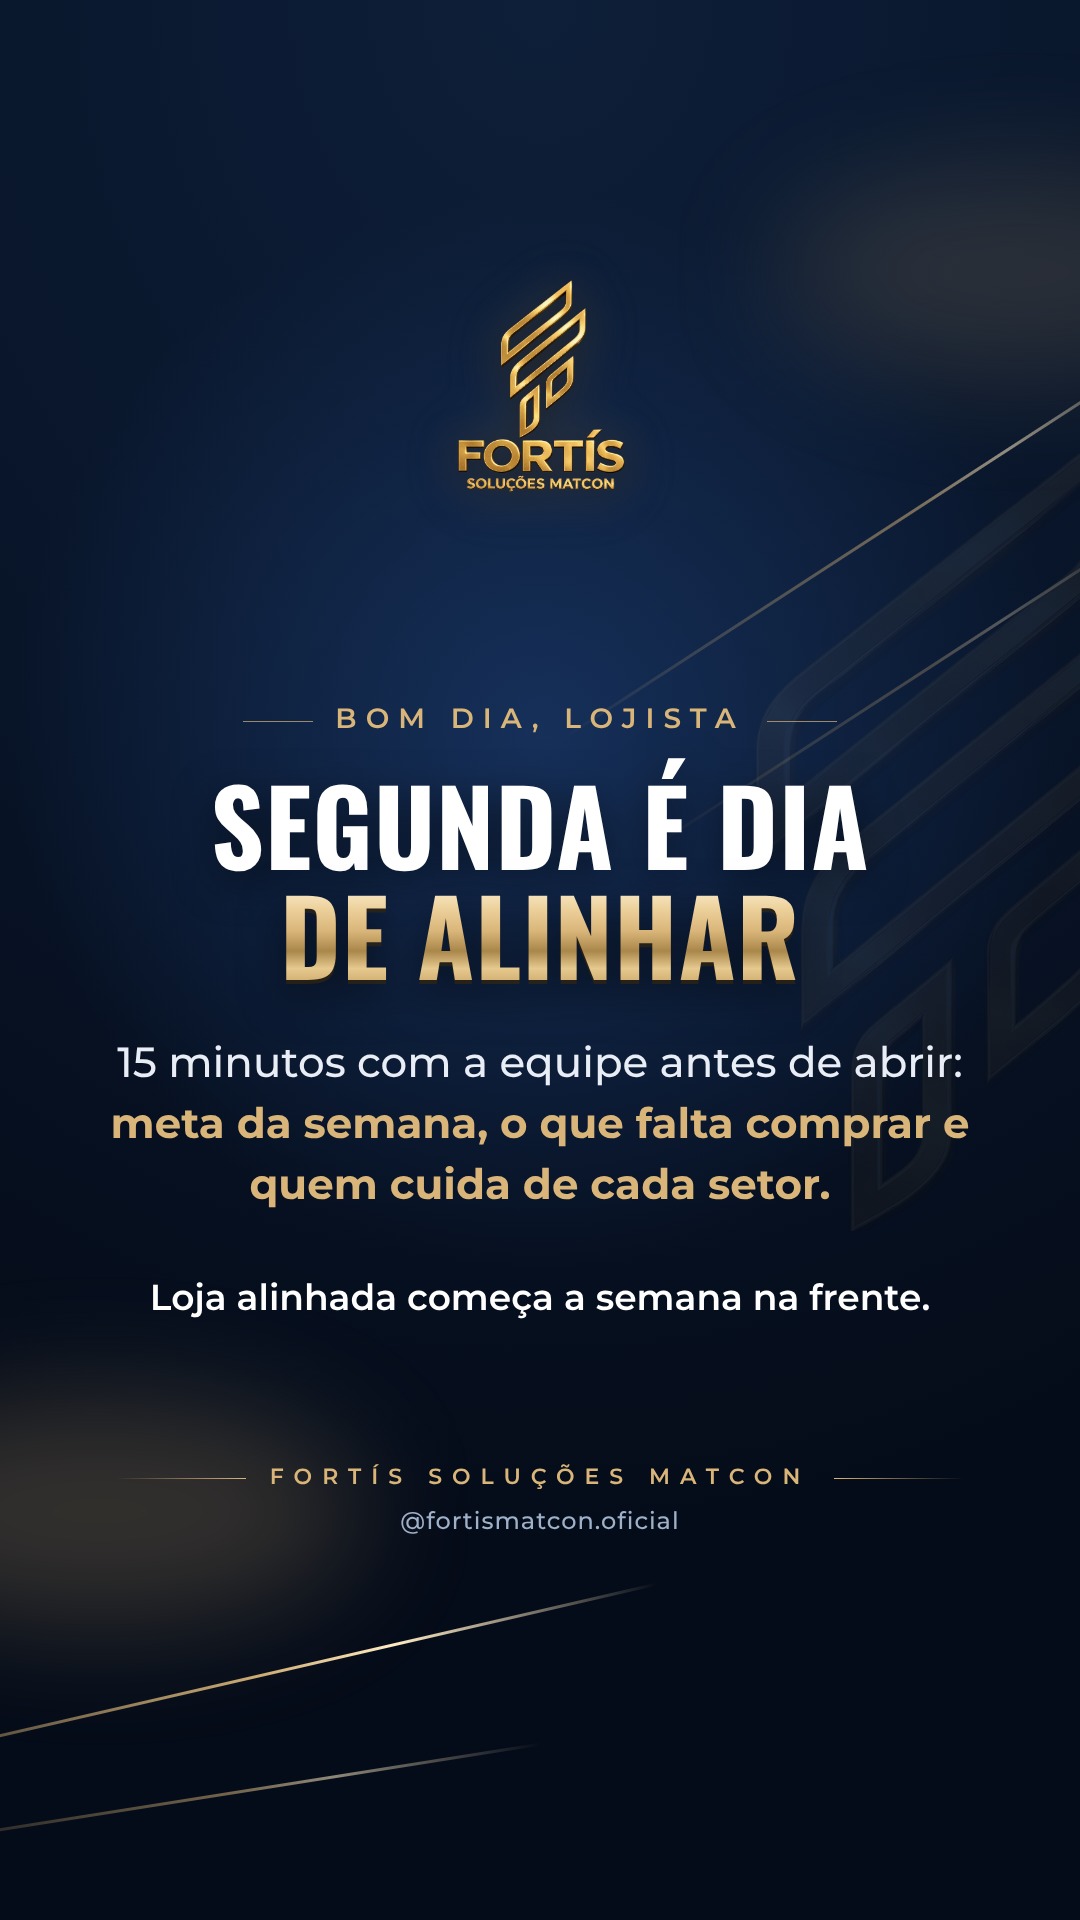 FORTÍS
SOLUÇÕES MATCON
BOM DIA, LOJISTA
SEGUNDA É DIA
DE ALINHAR
15 minutos com a equipe antes de abrir:
meta da semana, o que falta comprar e
quem cuida de cada setor.
Loja alinhada começa a semana na frente.
FORTÍS SOLUÇÕES MATCON
@fortismatcon.oficial